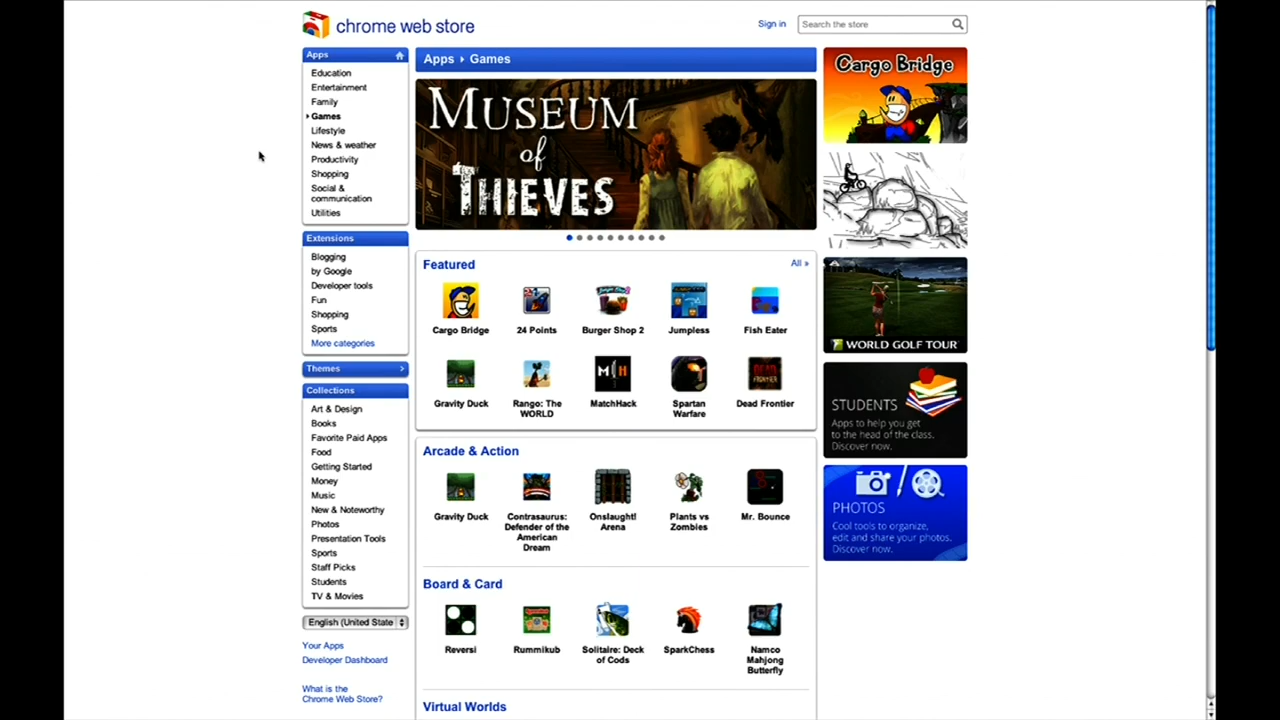 chrome web store
Sign in
Search the store
Apps
Education
Entertainment
Family
Games
Lifestyle
News & weather
Productivity
Shopping
Social &
communication
Utilities
Extensions
Blogging
by Google
Developer tools
Fun
Shopping
Sports
More categories
Themes
Collections
Art & Design
Books
Favorite Paid Apps
Food
Getting Started
Money
Music
New & Noteworthy
Photos
Presentation Tools
Sports
Staff Picks
Students
TV & Movies
English (United State
Your Apps
Developer Dashboard
What is the
Chrome Web Store?
Apps › Games
MUSEUM
of
THIEVES
Featured
All »
Cargo Bridge
24 Points
Burger Shop 2
Jumpless
Fish Eater
Gravity Duck
Rango: The
WORLD
MatchHack
Spartan
Warfare
Dead Frontier
Arcade & Action
Gravity Duck
Contrasaurus:
Defender of the
American
Dream
Onslaught!
Arena
Plants vs
Zombies
Mr. Bounce
Board & Card
Reversi
Rummikub
Solitaire: Deck
of Cods
SparkChess
Namco
Mahjong
Butterfly
Virtual Worlds
Cargo Bridge
WORLD GOLF TOUR
STUDENTS
Apps to help you get
to the head of the class.
Discover now.
PHOTOS
Cool tools to organize,
edit and share your photos.
Discover now.